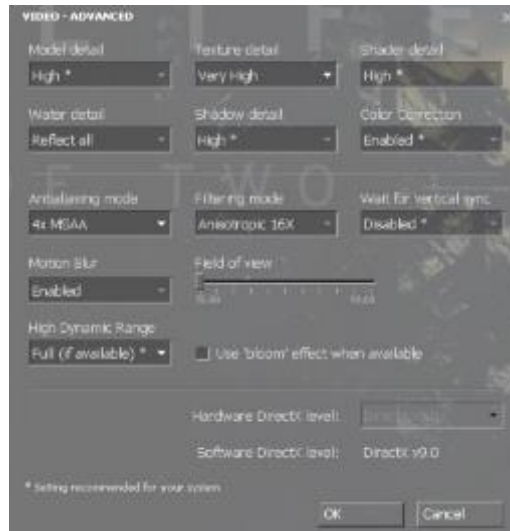 VIDEO - ADVANCED
Model detail Texture detail Shader detail
High * Very High High *
Water detail Shadow detail Color Correction
Reflect all High * Enabled *
Antialiasing mode Filtering mode Wait for vertical sync
4x MSAA Anisotropic 16X Disabled *
Motion Blur Field of view
Enabled
High Dynamic Range
Full (if available) * Use 'bloom' effect when available
Hardware DirectX level:
Software DirectX level: DirectX v9.0
* Setting recommended for your system
OK Cancel